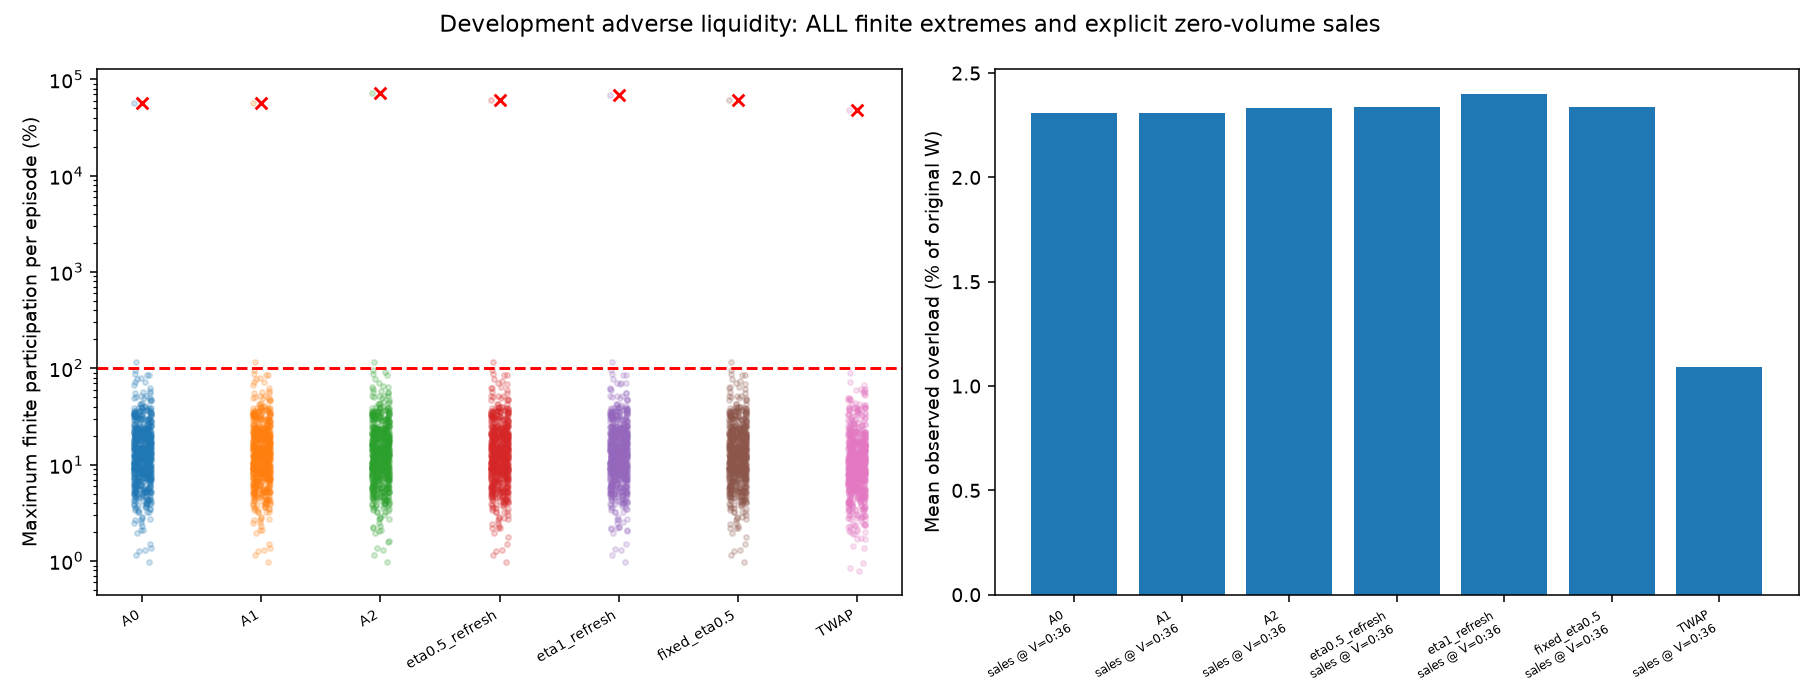 Development adverse liquidity: ALL finite extremes and explicit zero-volume sales
Maximum finite participation per episode (%)
10^5
10^4
10^3
10^2
10^1
10^0
A0
A1
A2
eta0.5_refresh
eta1_refresh
fixed_eta0.5
TWAP
Mean observed overload (% of original W)
2.5
2.0
1.5
1.0
0.5
0.0
A0
sales @ V=0:36
A1
sales @ V=0:36
A2
sales @ V=0:36
eta0.5_refresh
sales @ V=0:36
eta1_refresh
sales @ V=0:36
fixed_eta0.5
sales @ V=0:36
TWAP
sales @ V=0:36